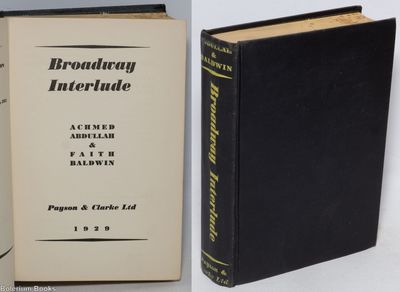 Broadway
Interlude
ACHMED
ABDULLAH
&
FAITH
BALDWIN
Payson & Clarke Ltd
1929
ABDULLAH
&
BALDWIN
Broadway Interlude
Payson &
Clarke Ltd
Bolerium Books